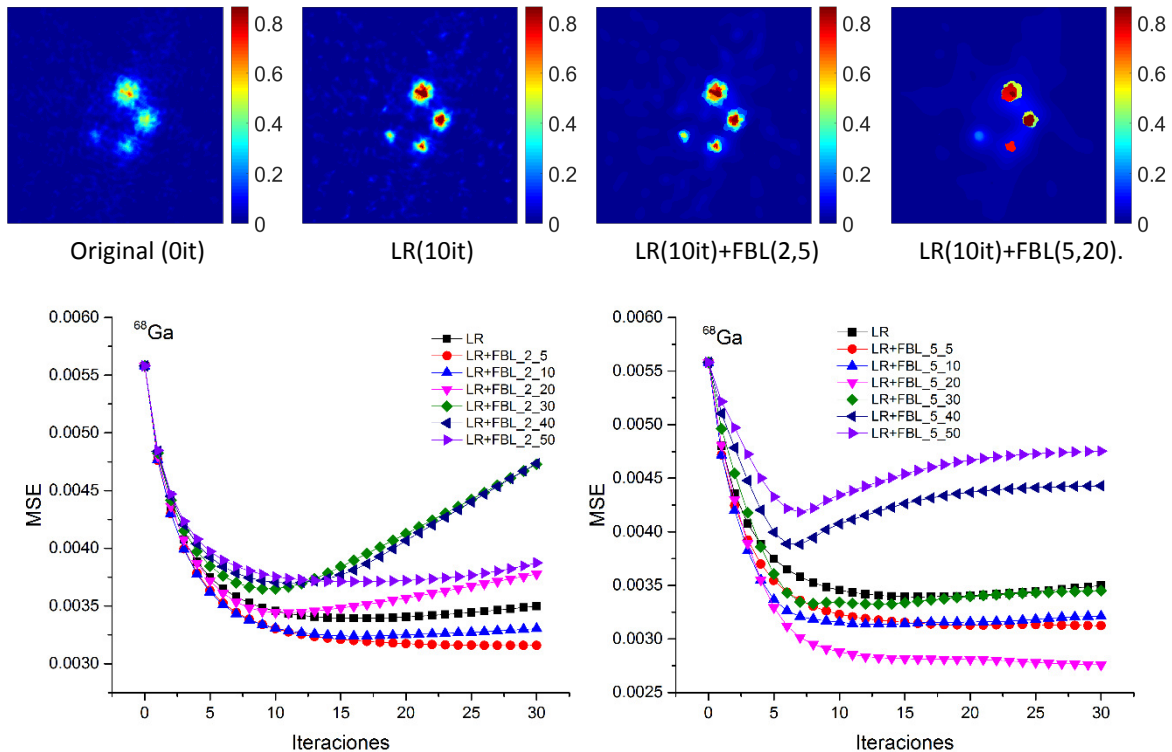 0.8 0.8 0.8 0.8
0.6 0.6 0.6 0.6
0.4 0.4 0.4 0.4
0.2 0.2 0.2 0.2
0 0 0 0
Original (0it) LR(10it) LR(10it)+FBL(2,5) LR(10it)+FBL(5,20).
0.0060
0.0055
0.0050
0.0045
0.0040
0.0035
0.0030
MSE
⁶⁸Ga
LR
LR+FBL_2_5
LR+FBL_2_10
LR+FBL_2_20
LR+FBL_2_30
LR+FBL_2_40
LR+FBL_2_50
0 5 10 15 20 25 30
Iteraciones
0.0060
0.0055
0.0050
0.0045
0.0040
0.0035
0.0030
0.0025
MSE
⁶⁸Ga
LR
LR+FBL_5_5
LR+FBL_5_10
LR+FBL_5_20
LR+FBL_5_30
LR+FBL_5_40
LR+FBL_5_50
0 5 10 15 20 25 30
Iteraciones